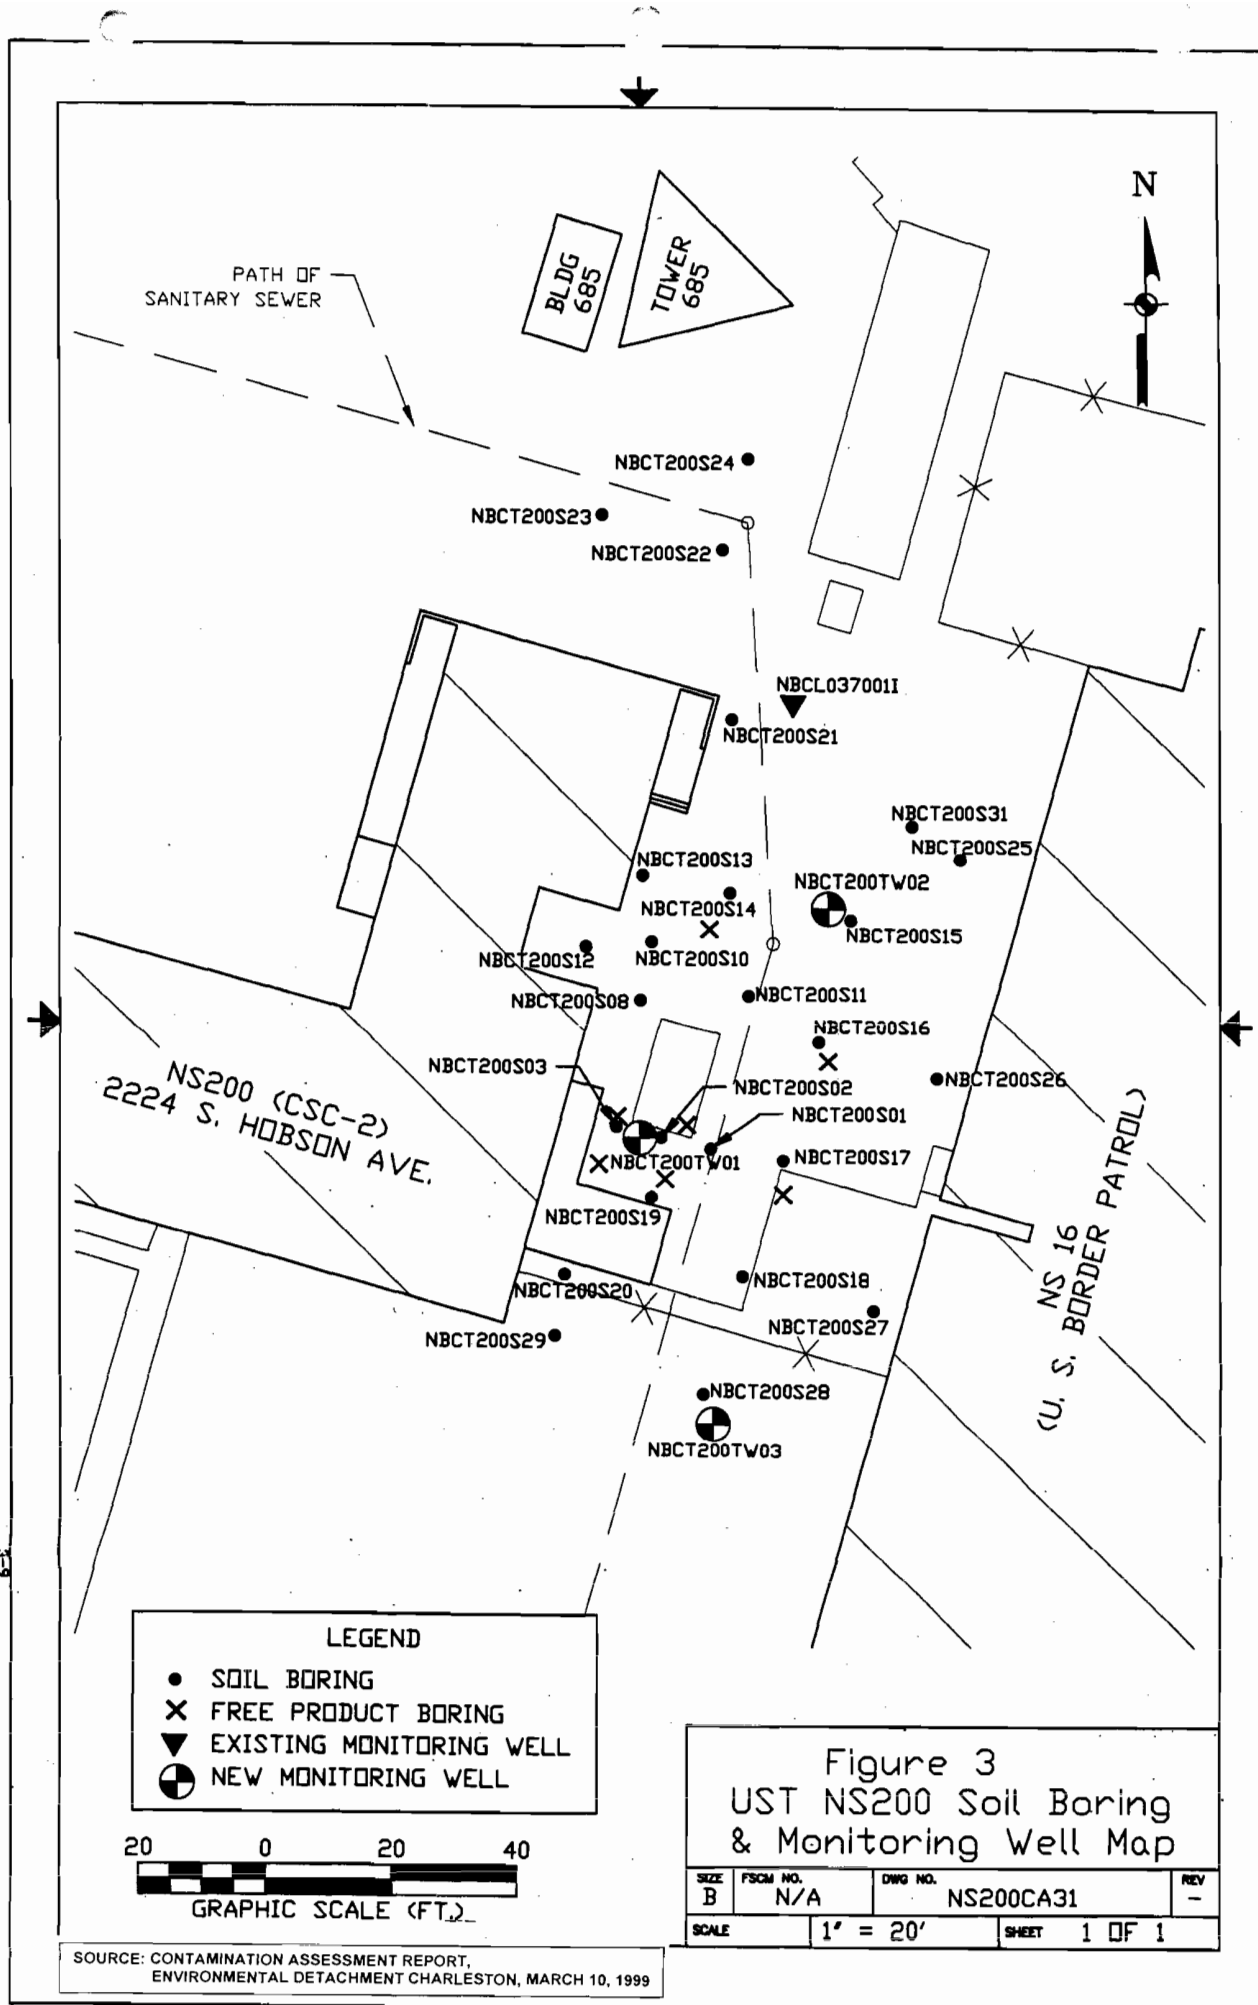 N
PATH OF
SANITARY SEWER
BLDG
685
TOWER
685
NBCT200S24
NBCT200S23
NBCT200S22
NBCL037001I
NBCT200S21
NBCT200S31
NBCT200S25
NBCT200S13
NBCT200TW02
NBCT200S14
NBCT200S15
NBCT200S12
NBCT200S10
NBCT200S08
NBCT200S11
NBCT200S16
NBCT200S03
NBCT200S02
NBCT200S26
NBCT200S01
NBCT200TW01
NBCT200S17
NBCT200S19
NS200 (CSC-2)
2224 S. HOBSON AVE.
NS 16
(U. S. BORDER PATROL)
NBCT200S20
NBCT200S18
NBCT200S29
NBCT200S27
NBCT200S28
NBCT200TW03
LEGEND
SOIL BORING
FREE PRODUCT BORING
EXISTING MONITORING WELL
NEW MONITORING WELL
20 0 20 40
GRAPHIC SCALE (FT.)
Figure 3
UST NS200 Soil Boring
& Monitoring Well Map
SIZE
B
FSCM NO.
N/A
DWG NO.
NS200CA31
REV
-
SCALE 1" = 20' SHEET 1 OF 1
SOURCE: CONTAMINATION ASSESSMENT REPORT,
ENVIRONMENTAL DETACHMENT CHARLESTON, MARCH 10, 1999